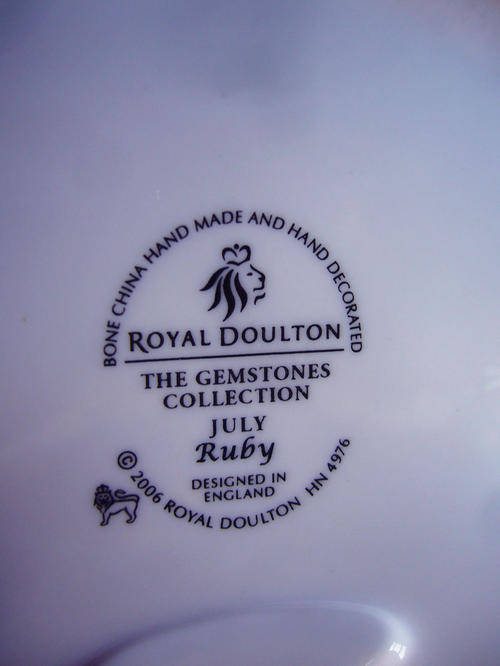 BONE CHINA HAND MADE AND HAND DECORATED
ROYAL DOULTON
THE GEMSTONES
COLLECTION
JULY
Ruby
DESIGNED IN
ENGLAND
© 2006 ROYAL DOULTON HN 4976